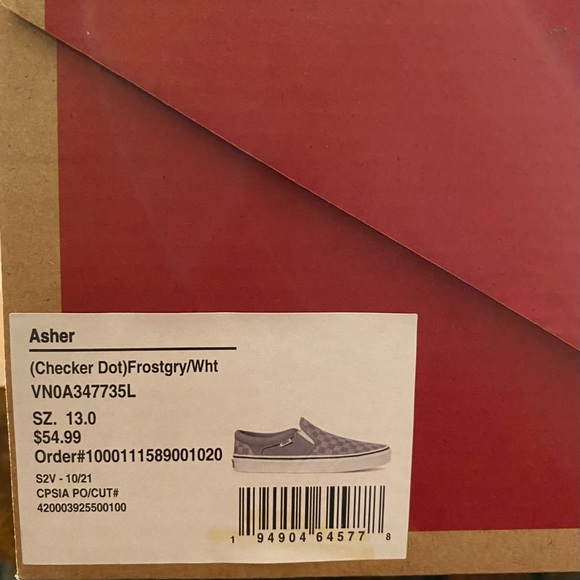 Asher
(Checker Dot)Frostgry/Wht
VN0A347735L
SZ. 13.0
$54.99
Order#1000111589001020
S2V - 10/21
CPSIA PO/CUT#
420003925500100
1 94904 64577 8